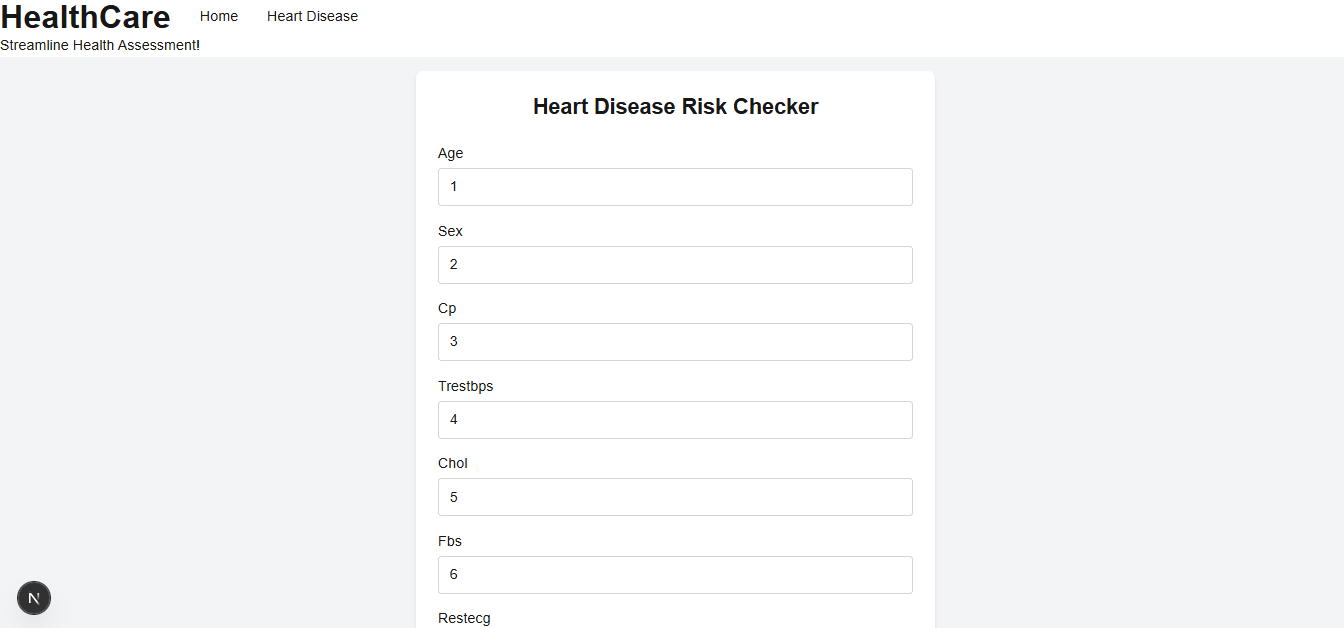 HealthCare Home Heart Disease
Streamline Health Assessment!
Heart Disease Risk Checker
Age
1
Sex
2
Cp
3
Trestbps
4
Chol
5
Fbs
6
N
Restecg